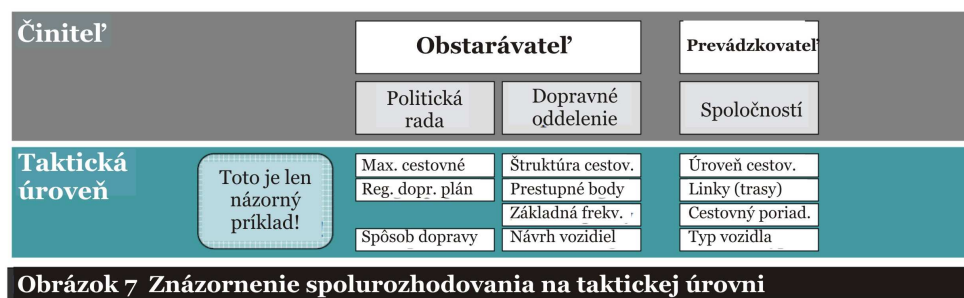 Činiteľ
Obstarávateľ
Prevádzkovateľ
Politická
rada
Dopravné
oddelenie
Spoločností
Taktická
úroveň
Toto je len
názorný
príklad!
Max. cestovné
Štruktúra cestov.
Úroveň cestov.
Reg. dopr. plán
Prestupné body
Linky (trasy)
Základná frekv.
Cestovný poriad.
Spôsob dopravy
Návrh vozidiel
Typ vozidla
Obrázok 7 Znázornenie spolurozhodovania na taktickej úrovni